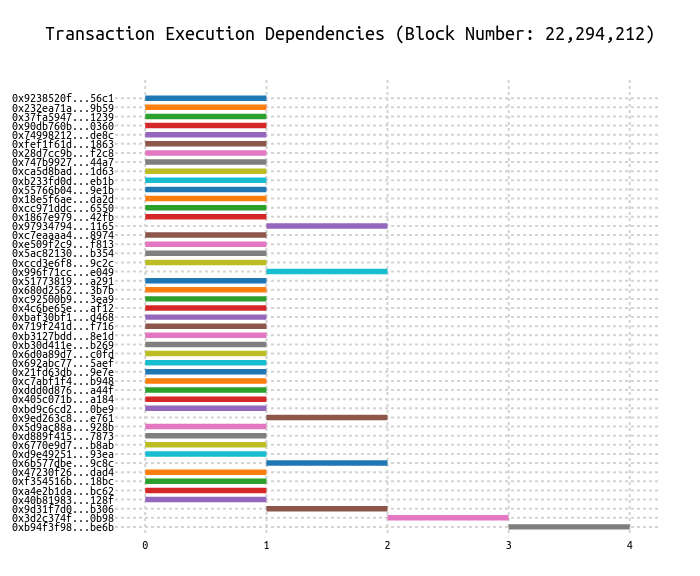 Transaction Execution Dependencies (Block Number: 22,294,212)
0x9238520f...56c1
0x232ea71a...9b59
0x37fa5947...1239
0x90db760b...0360
0x74998212...de8c
0xfef1f61d...1863
0x28d7cc9b...f2c8
0x747b9927...44a7
0xca5d8bad...1d63
0xb233fd0d...eb1b
0x55766b04...9e1b
0x18e5f6ae...da2d
0xcc971ddc...6550
0x1867e979...42fb
0x97934794...1165
0xc7eaaaa4...8974
0xe509f2c9...f813
0x5ac82130...b354
0xccd3e6f8...9c2c
0x996f71cc...e049
0x51773819...a291
0x680d2562...3b7b
0xc92500b9...3ea9
0x4c6be65e...af12
0xbaf30bf1...d468
0x719f241d...f716
0xb3127bdd...8e1d
0xb30d411e...b269
0x6d0a89d7...c0fd
0x692abc77...5aef
0x21fd63db...9e7e
0xc7abf1f4...b948
0xddd0d876...a44f
0x405c071b...a184
0xbd9c6cd2...0be9
0x9ed263c8...e761
0x5d9ac88a...928b
0xd889f415...7873
0x6770e9d7...b8ab
0xd9e49251...93ea
0x6b577dbe...9c8c
0x47230f26...dad4
0xf354516b...18bc
0xa4e2b1da...bc62
0x40b81983...128f
0x9d31f7d0...b306
0x3d2c374f...0b98
0xb94f3f98...be6b
0 1 2 3 4